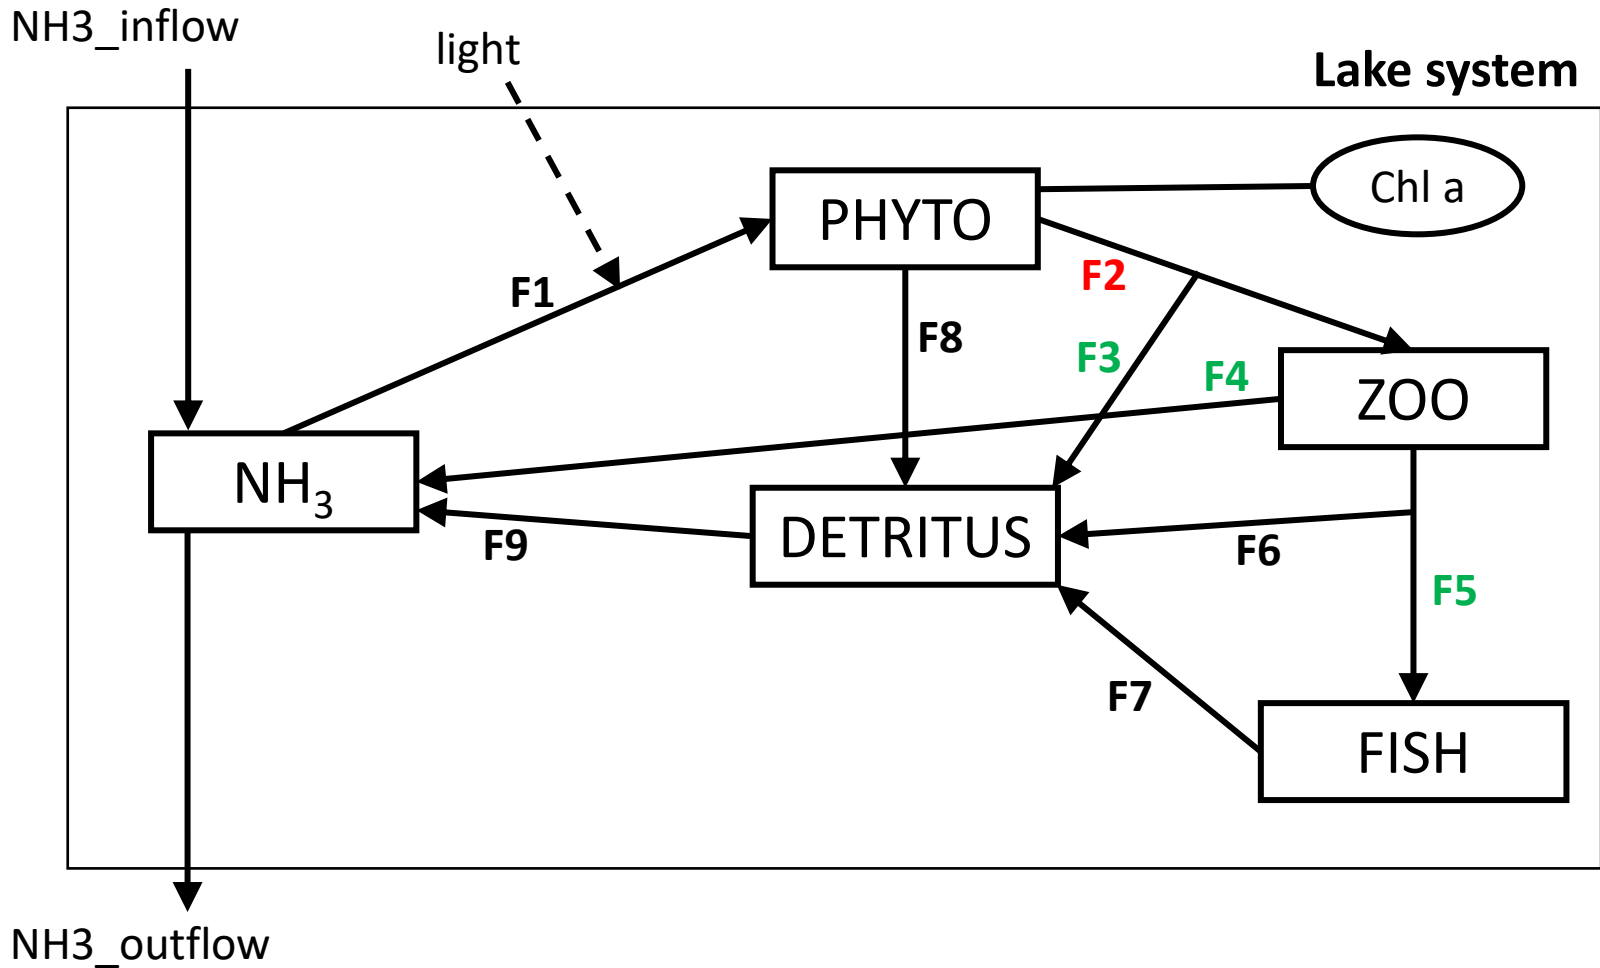 NH3_inflow
light
Lake system
PHYTO
Chl a
F1
F2
F8
F3
F4
ZOO
NH₃
DETRITUS
F9
F6
F5
F7
FISH
NH3_outflow